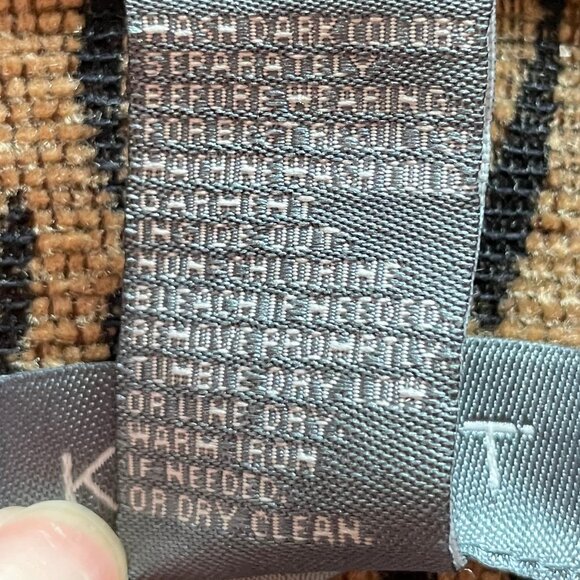 WASH DARK COLORS
SEPARATELY
BEFORE WEARING.
FOR BEST RESULTS
MACHINE WASH COLD
GARMENT
INSIDE OUT.
NON-CHLORINE
BLEACH IF NEEDED.
REMOVE PROMPTLY.
TUMBLE DRY LOW
OR LINE DRY.
WARM IRON
IF NEEDED.
OR DRY CLEAN.
K T